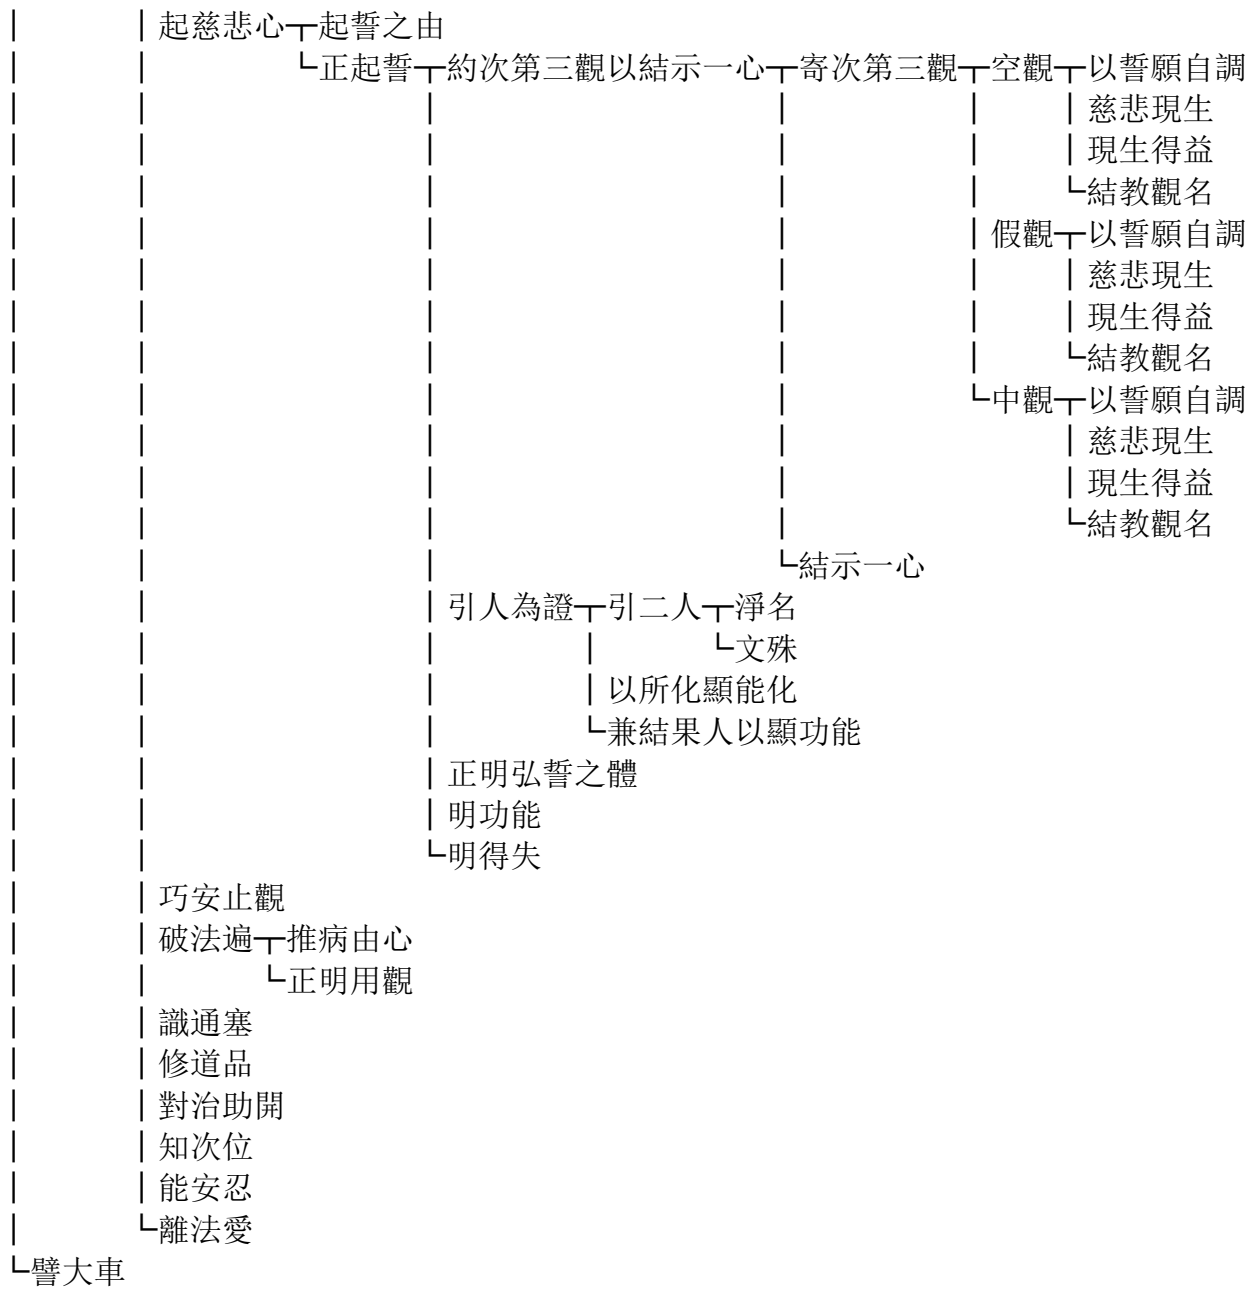 │ │起慈悲心┬起誓之由
│ │ └正起誓┬約次第三觀以結示一心┬寄次第三觀┬空觀┬以誓願自調
│ │ │ │ │ │慈悲現生
│ │ │ │ │ │現生得益
│ │ │ │ │ └結教觀名
│ │ │ │ │假觀┬以誓願自調
│ │ │ │ │ │慈悲現生
│ │ │ │ │ │現生得益
│ │ │ │ │ └結教觀名
│ │ │ │ └中觀┬以誓願自調
│ │ │ │ │慈悲現生
│ │ │ │ │現生得益
│ │ │ │ └結教觀名
│ │ │ └結示一心
│ │ │引人為證┬引二人┬淨名
│ │ │ │ └文殊
│ │ │ │以所化顯能化
│ │ │ └兼結果人以顯功能
│ │ │正明弘誓之體
│ │ │明功能
│ │ └明得失
│ │巧安止觀
│ │破法遍┬推病由心
│ │ └正明用觀
│ │識通塞
│ │修道品
│ │對治助開
│ │知次位
│ │能安忍
│ └離法愛
└譬大車